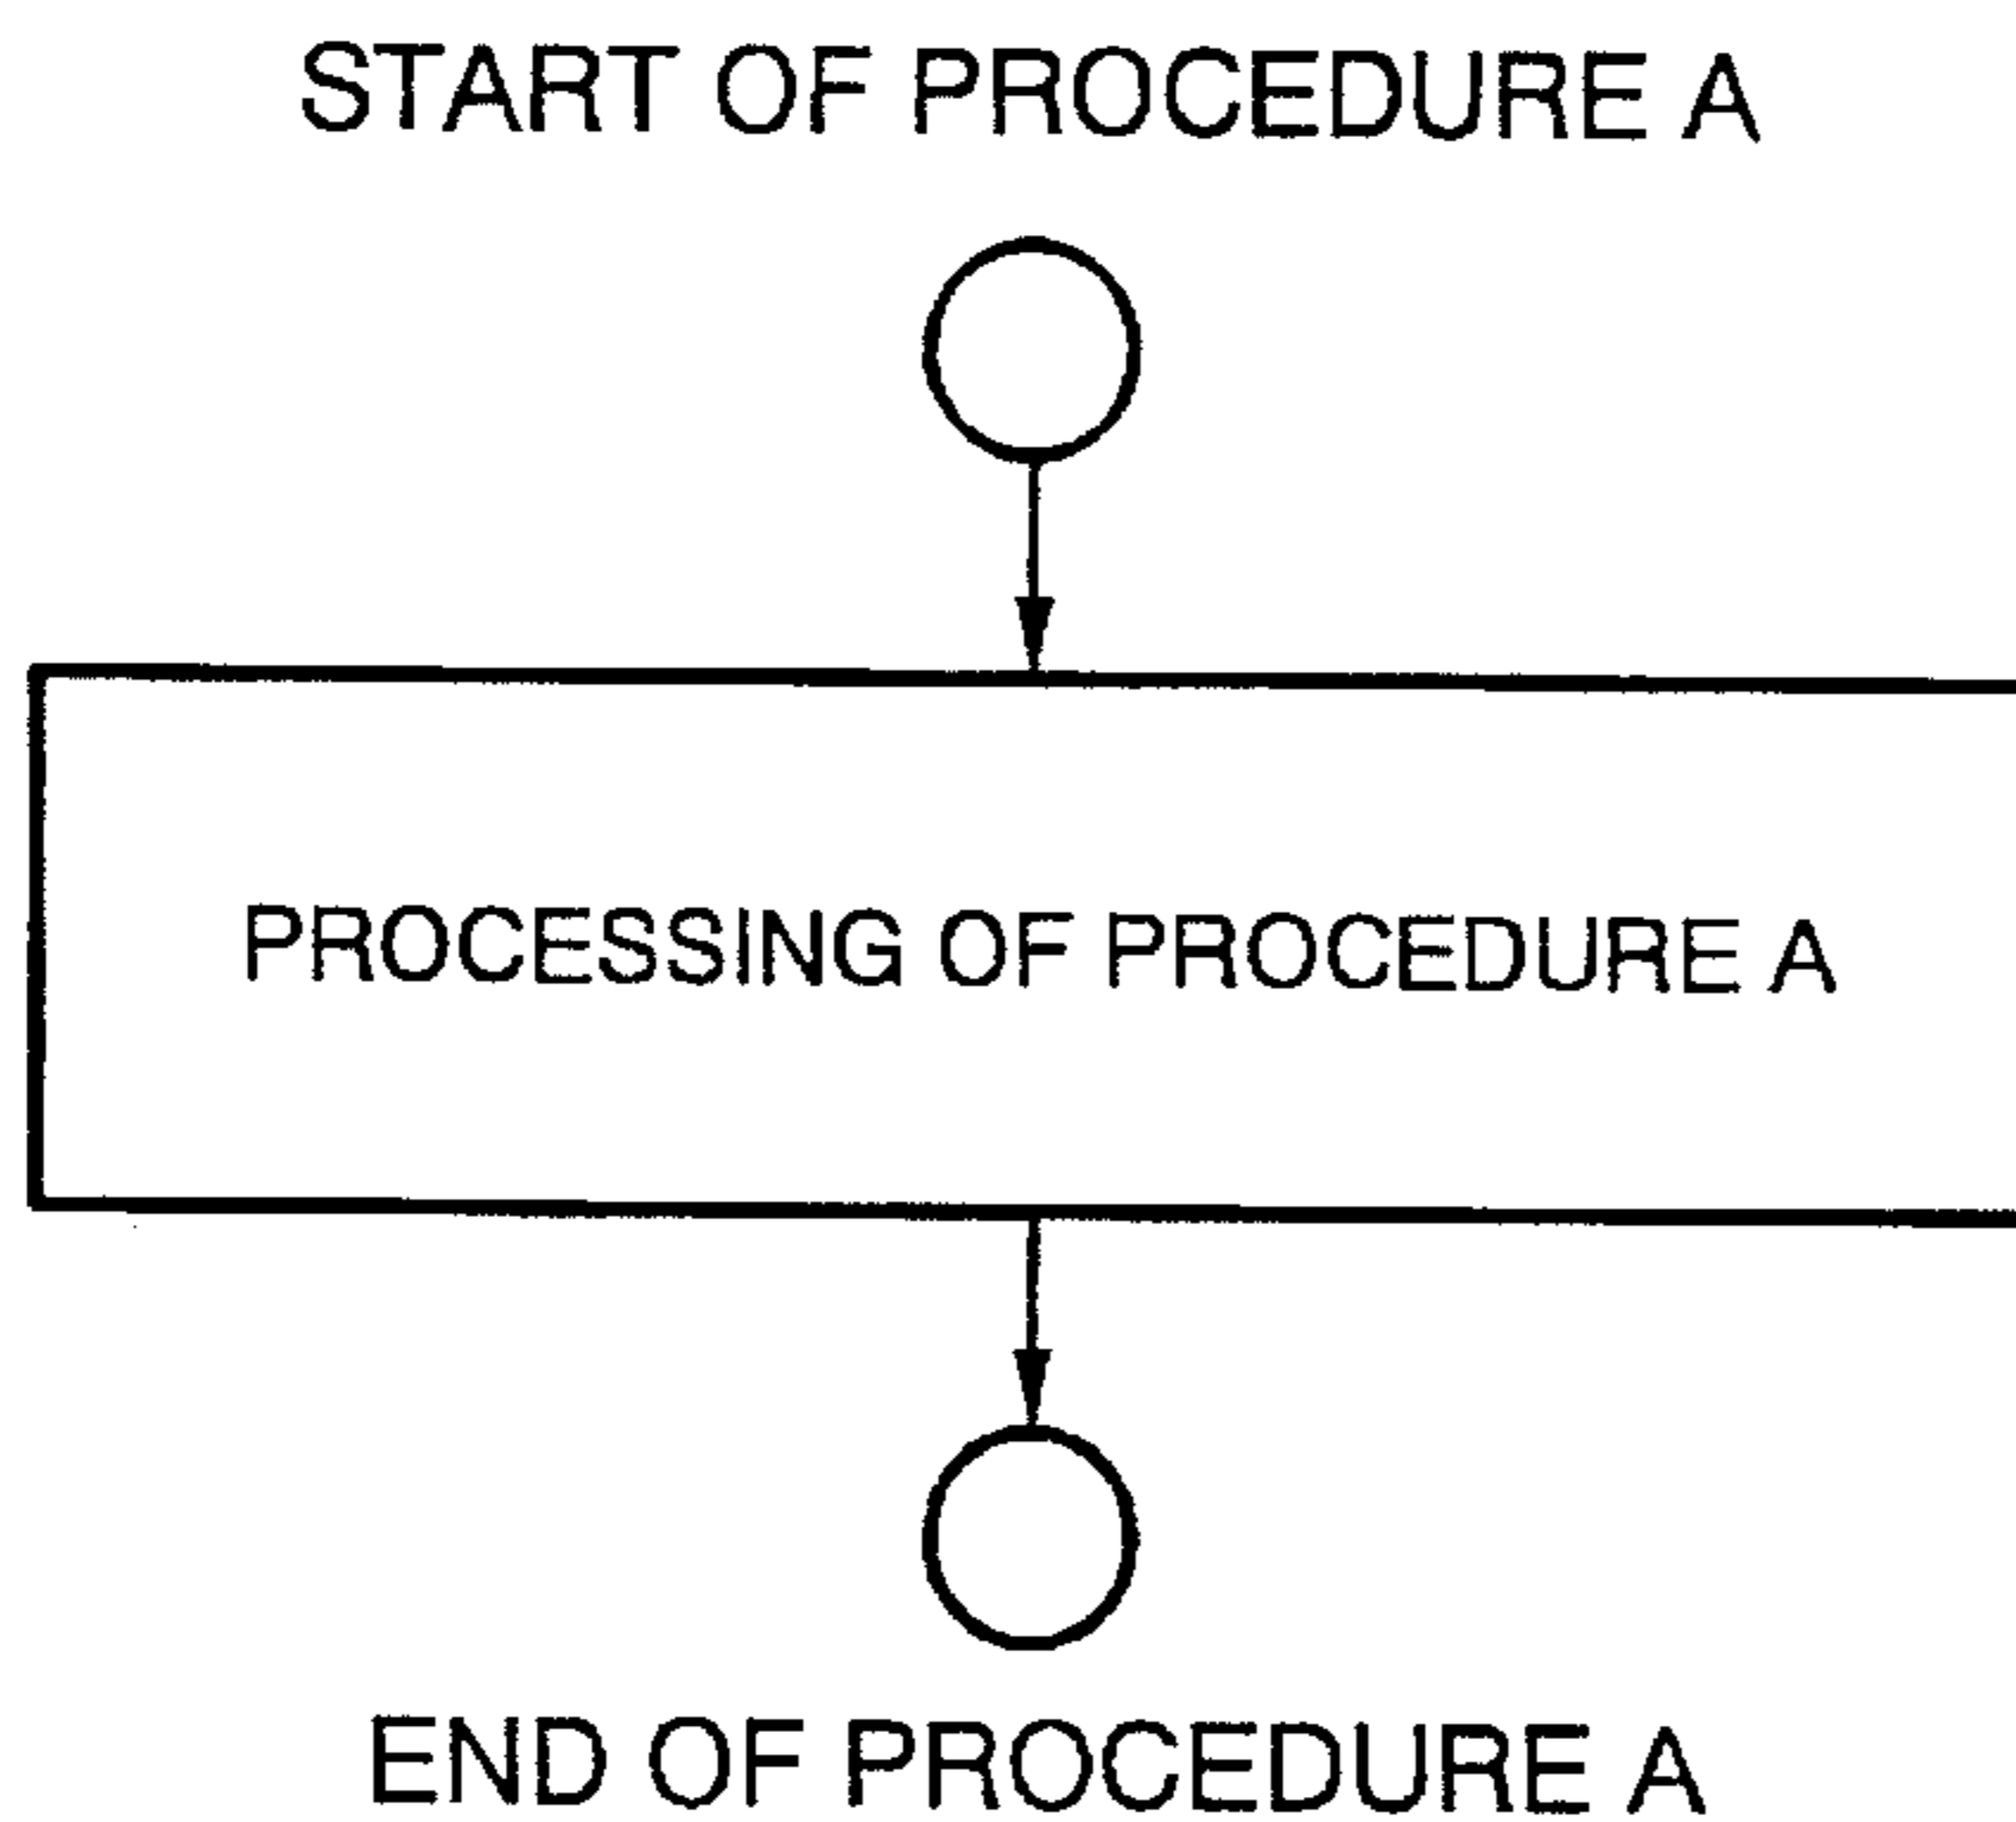 START OF PROCEDURE A
PROCESSING OF PROCEDURE A
END OF PROCEDURE A